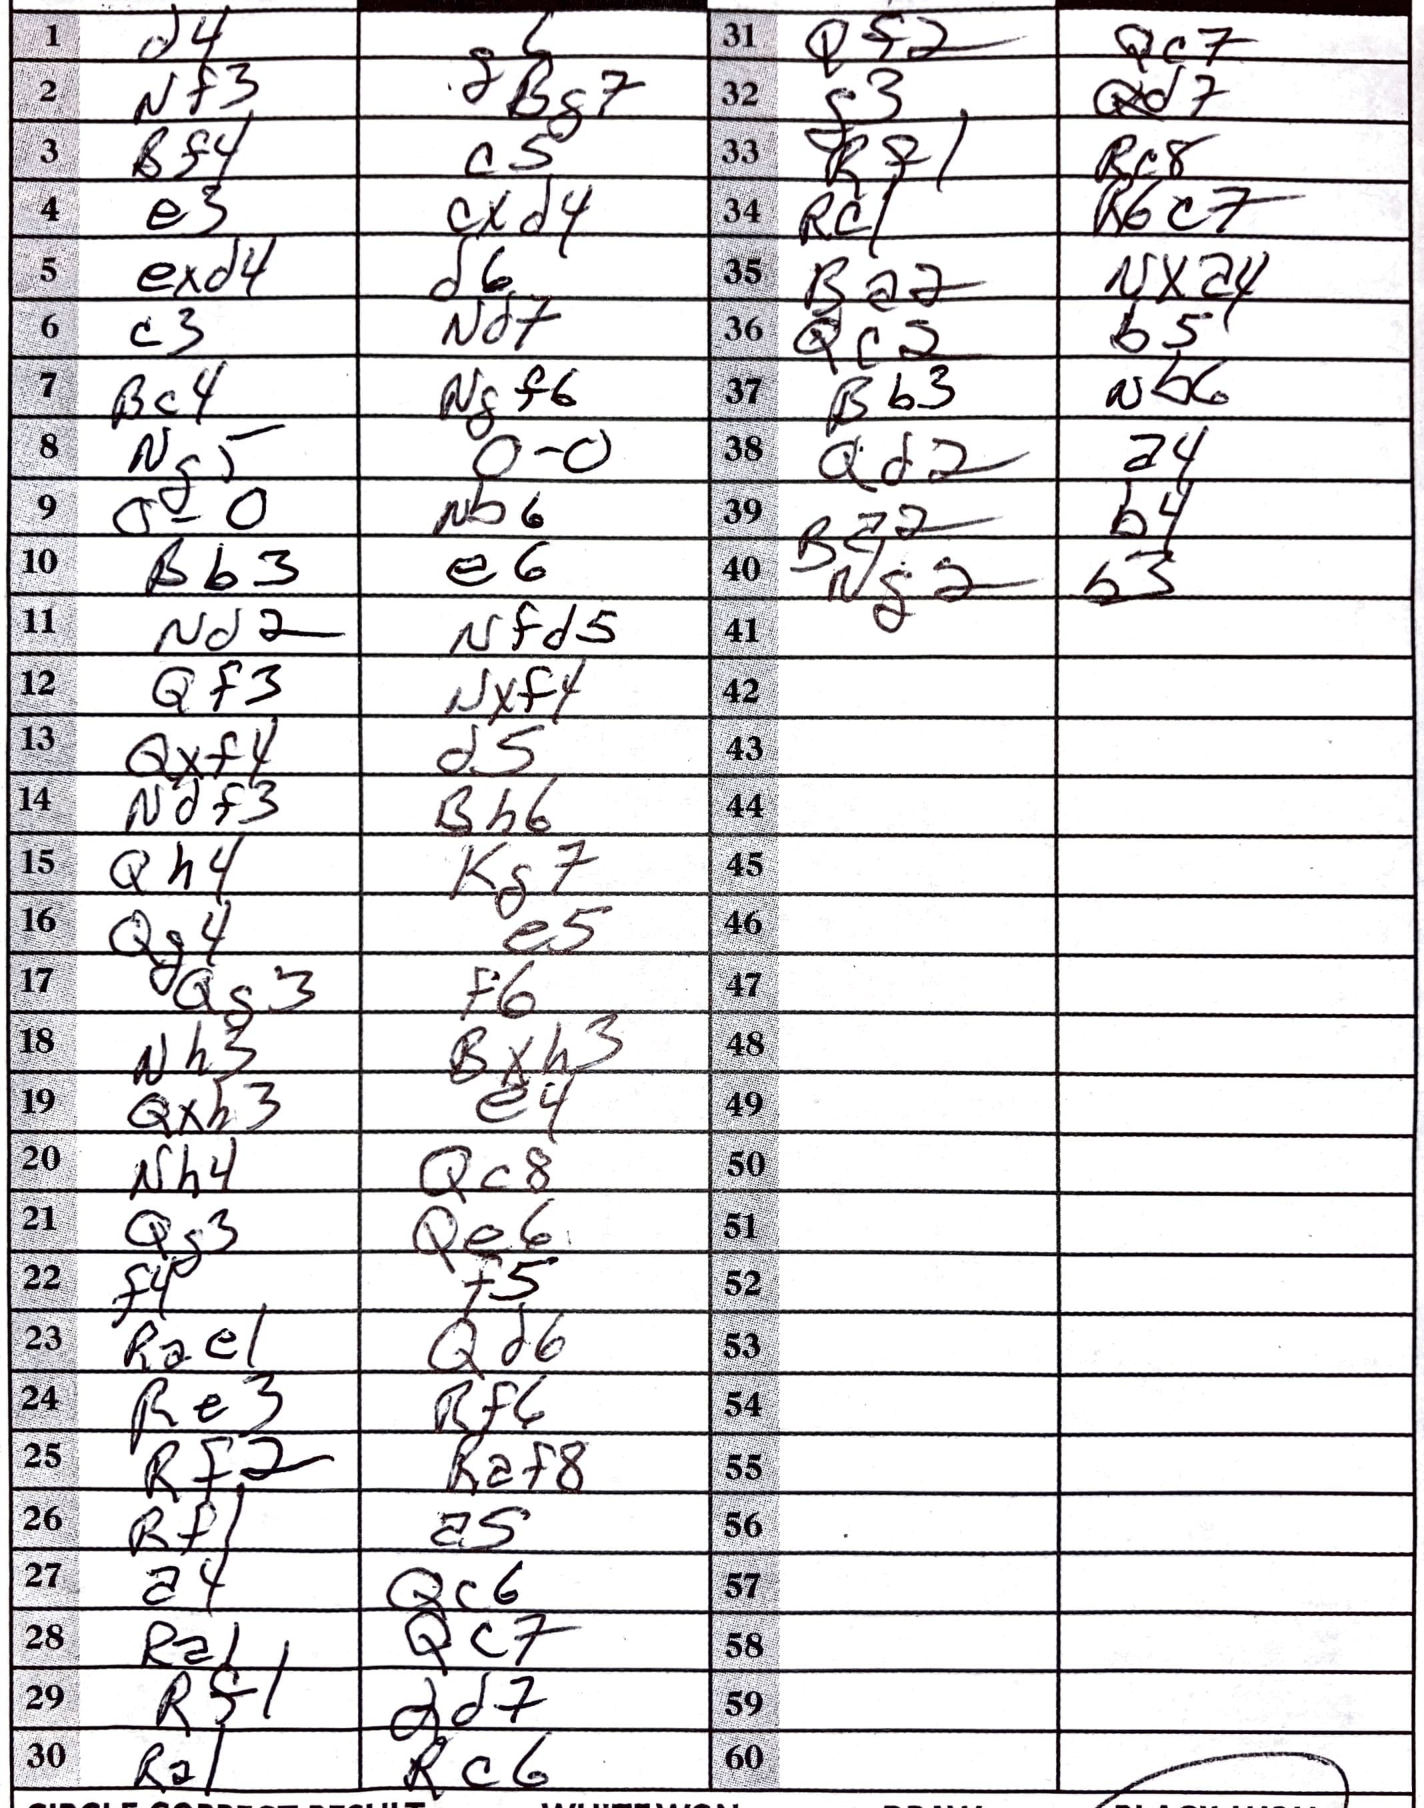 1 d4 g6 31 Qf2 Qc7
2 Nf3 Bg7 32 g3 Qd7
3 Bf4 c5 33 Rf1 Rc8
4 e3 cxd4 34 Rc1 R6c7
5 exd4 d6 35 Ba2 Nxa4
6 c3 Nd7 36 Qc2 b5
7 Bc4 Ngf6 37 Bb3 Nb6
8 Ng5 0-0 38 Qd2 a4
9 0-0 Nb6 39 Ba2 b4
10 Bb3 e6 40 Ng2 b3
11 Nd2 Nfd5 41
12 Qf3 Nxf4 42
13 Qxf4 d5 43
14 Ndf3 Bh6 44
15 Qh4 Kg7 45
16 Qg4 e5 46
17 Qg3 f6 47
18 Nh3 Bxh3 48
19 Qxh3 e4 49
20 Nh4 Qc8 50
21 Qg3 Qe6 51
22 f4 f5 52
23 Rae1 Qd6 53
24 Re3 Rf6 54
25 Rf2 Raf8 55
26 Rf1 a5 56
27 a4 Qc6 57
28 Ra1 Qc7 58
29 Rf1 Qd7 59
30 Ra1 Rc6 60
CIRCLE CORRECT RESULT WHITE WON DRAW BLACK WON